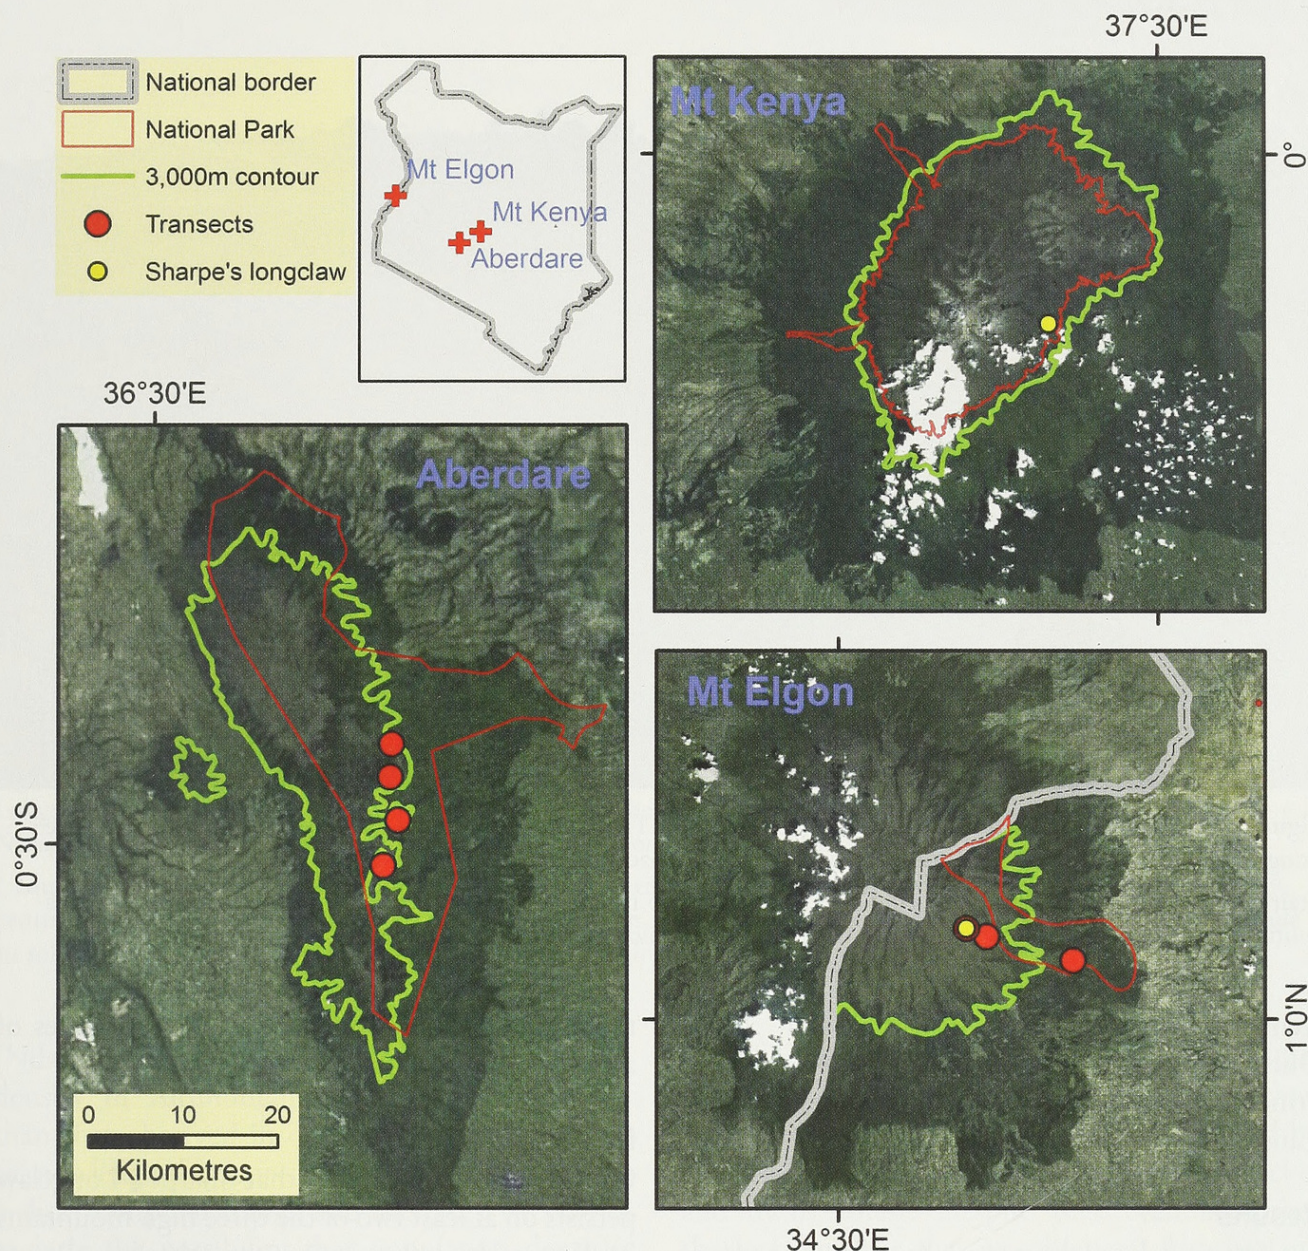 National border
National Park
3,000m contour
Transects
Sharpe's longclaw
Mt Elgon
Mt Kenya
Aberdare
37°30'E
Mt Kenya
0°
36°30'E
Aberdare
0°30'S
0 10 20
Kilometres
Mt Elgon
1°0'N
34°30'E